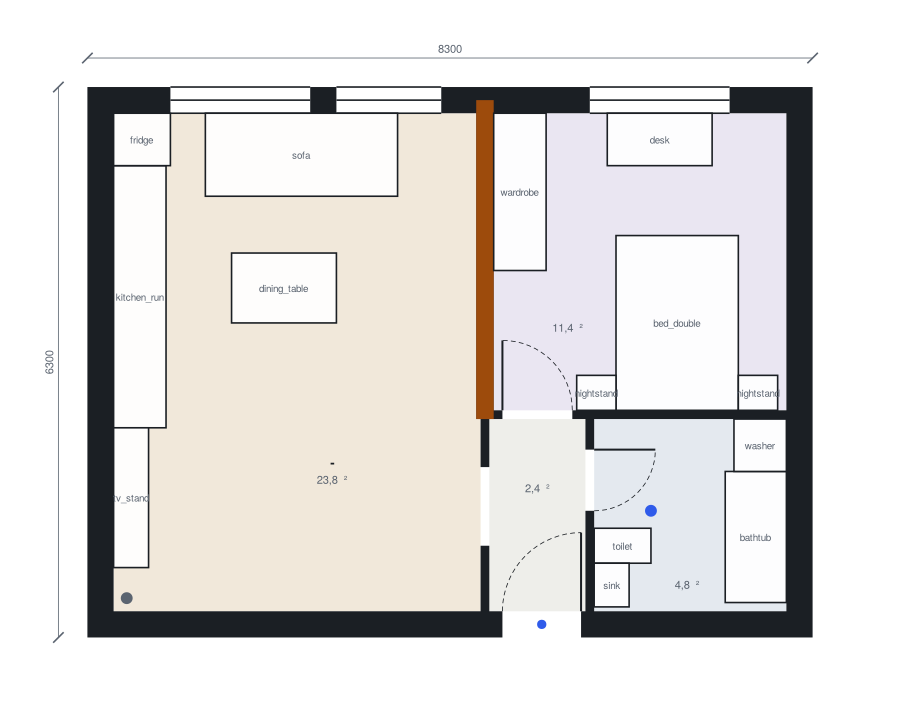 8300
6300
fridge
sofa
desk
wardrobe
kitchen_run
dining_table
bed_double
11,4 ²
nightstand
nightstand
washer
-
23,8 ²
2,4 ²
tv_stand
toilet
bathtub
sink
4,8 ²